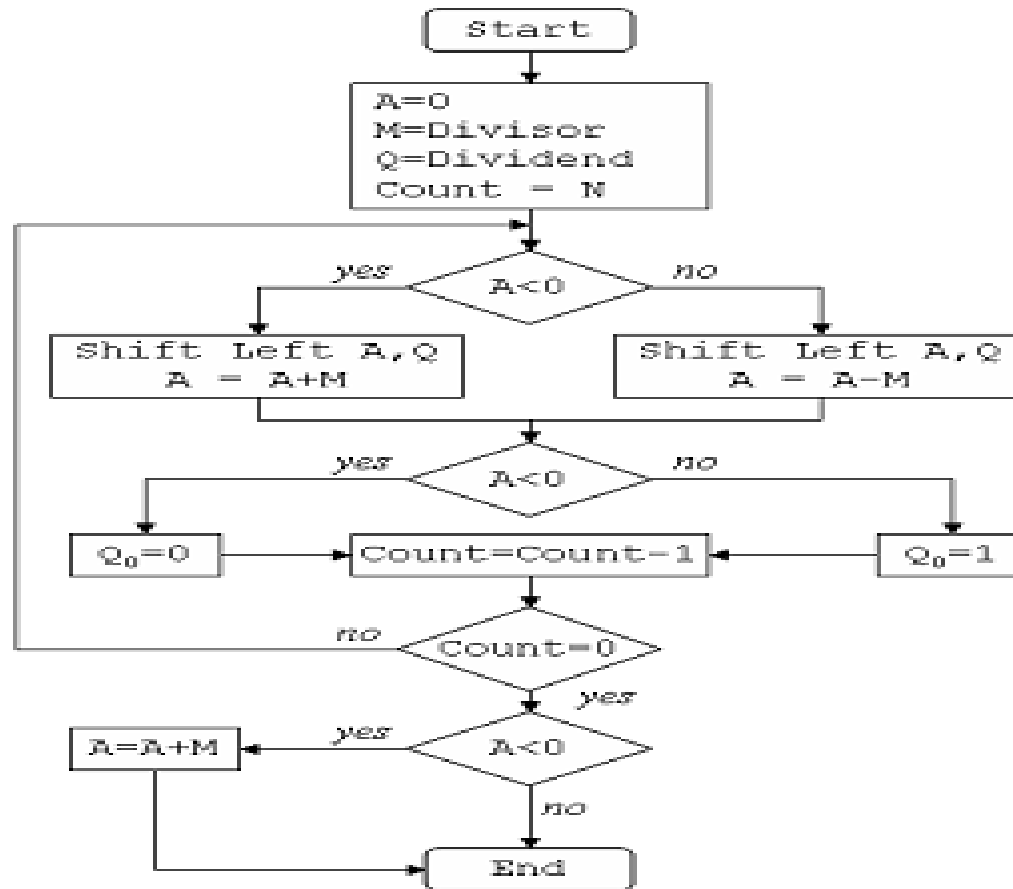 Start
A=0
M=Divisor
Q=Dividend
Count = N
A<0
yes
no
Shift Left A,Q
A = A+M
Shift Left A,Q
A = A-M
A<0
yes
no
Q₀=0
Count=Count-1
Q₀=1
Count=0
no
yes
A<0
yes
A=A+M
no
End